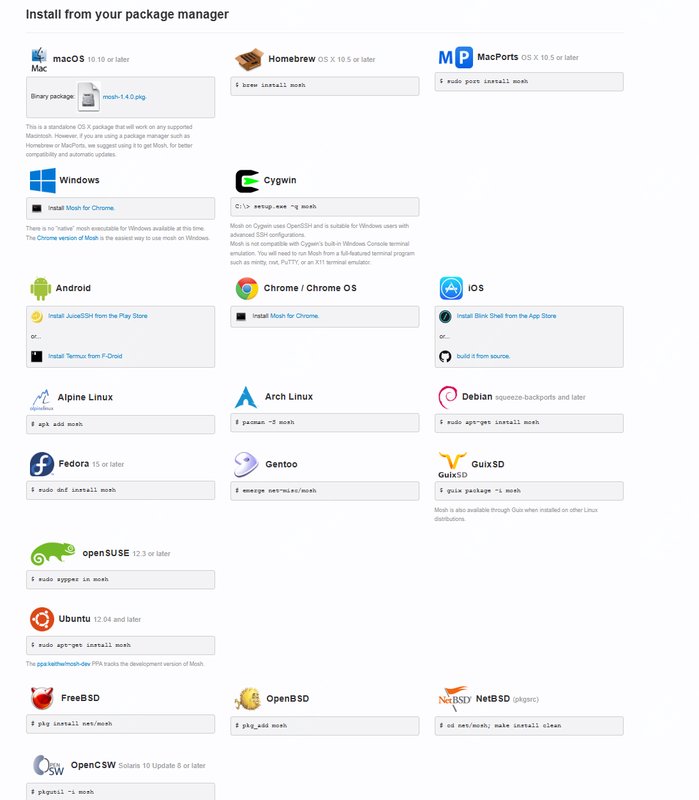 Install from your package manager
Mac
macOS 10.10 or later
Binary package: mosh-1.4.0.pkg.
This is a standalone OS X package that will work on any supported
Macintosh. However, if you are using a package manager such as
Homebrew or MacPorts, we suggest using it to get Mosh, for better
compatibility and automatic updates.
Homebrew OS X 10.5 or later
$ brew install mosh
MP MacPorts OS X 10.5 or later
$ sudo port install mosh
Windows
Install Mosh for Chrome.
There is no "native" mosh executable for Windows available at this time.
The Chrome version of Mosh is the easiest way to use mosh on Windows.
Cygwin
C:\> setup.exe -q mosh
Mosh on Cygwin uses OpenSSH and is suitable for Windows users with
advanced SSH configurations.
Mosh is not compatible with Cygwin's built-in Windows Console terminal
emulation. You will need to run Mosh from a full-featured terminal program
such as mintty, rxvt, PuTTY, or an X11 terminal emulator.
Android
Install JuiceSSH from the Play Store
or...
Install Termux from F-Droid
Chrome / Chrome OS
Install Mosh for Chrome.
iOS
Install Blink Shell from the App Store
or...
build it from source.
alpinelinux
Alpine Linux
$ apk add mosh
Arch Linux
# pacman -S mosh
Debian squeeze-backports and later
$ sudo apt-get install mosh
Fedora 15 or later
$ sudo dnf install mosh
Gentoo
# emerge net-misc/mosh
GuixSD
GuixSD
$ guix package -i mosh
Mosh is also available through Guix when installed on other Linux
distributions.
openSUSE 12.3 or later
$ sudo zypper in mosh
Ubuntu 12.04 and later
$ sudo apt-get install mosh
The ppa:keithw/mosh-dev PPA tracks the development version of Mosh.
FreeBSD
# pkg install net/mosh
OpenBSD
# pkg_add mosh
NetBSD
NetBSD (pkgsrc)
# cd net/mosh; make install clean
OPEN
CSW
OpenCSW Solaris 10 Update 8 or later
# pkgutil -i mosh